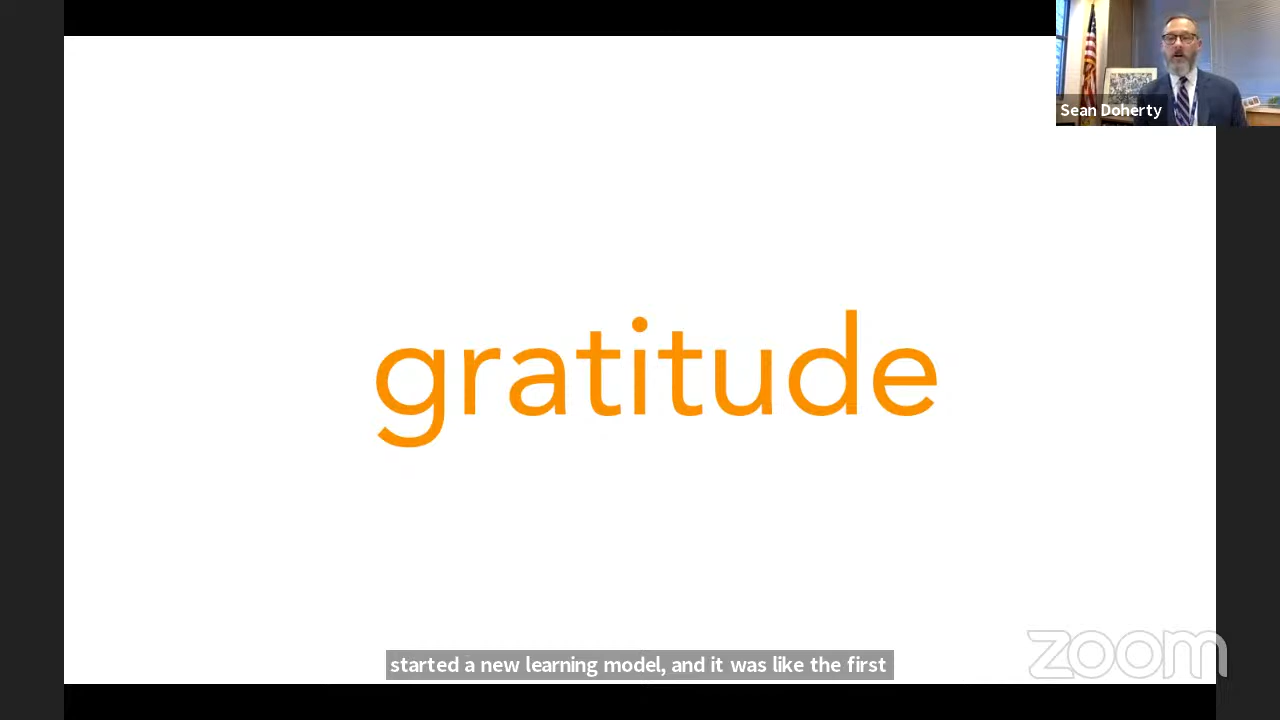 Sean Doherty
gratitude
started a new learning model, and it was like the first
zoom